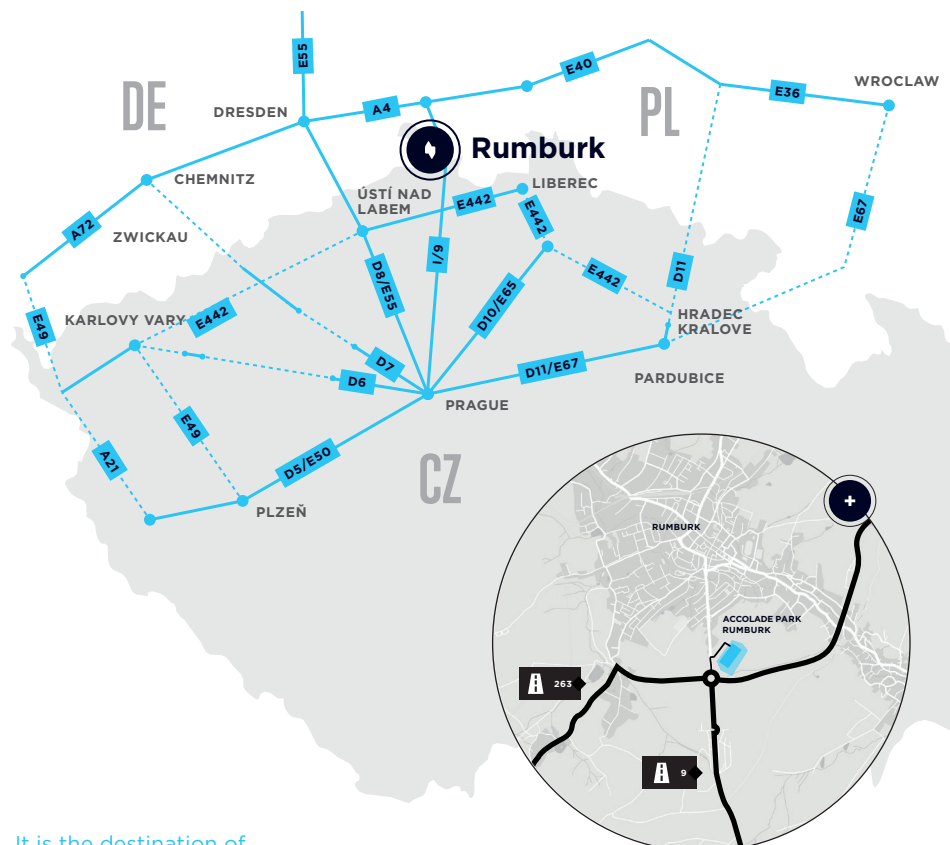 E55
DE
E40
WROCLAW
E36
A4
DRESDEN
PL
Rumburk
CHEMNITZ
LIBEREC
ÚSTÍ NAD
LABEM
E442
E442
E67
A72
ZWICKAU
I/9
D11
E442
D8/E55
D10/E65
KARLOVY VARY
E442
E49
HRADEC
KRALOVE
D7
D11/E67
D6
PARDUBICE
PRAGUE
E49
A21
D5/E50
CZ
PLZEŇ
RUMBURK
ACCOLADE PARK
RUMBURK
263
9
It is the destination of